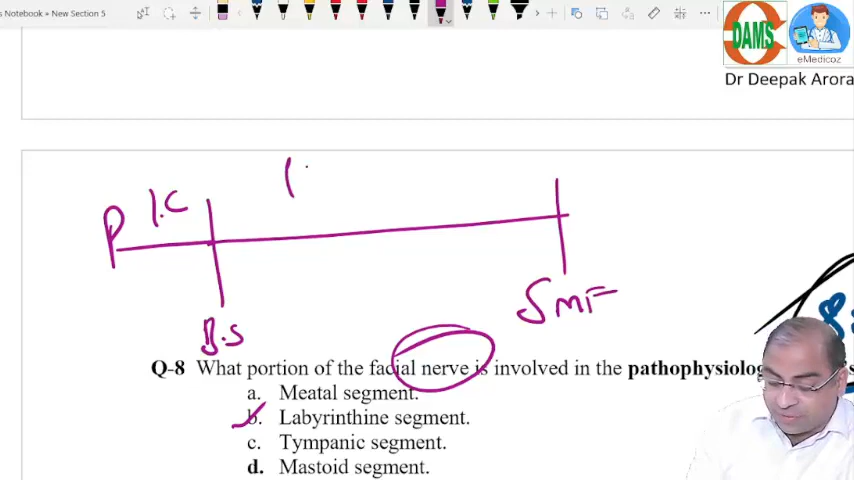 s Notebook » New Section 5
DAMS
eMedicoz
Dr Deepak Arora
P
I.C
B.S
SMF
Q-8 What portion of the facial nerve is involved in the pathophysiolog
a. Meatal segment.
b. Labyrinthine segment.
c. Tympanic segment.
d. Mastoid segment.